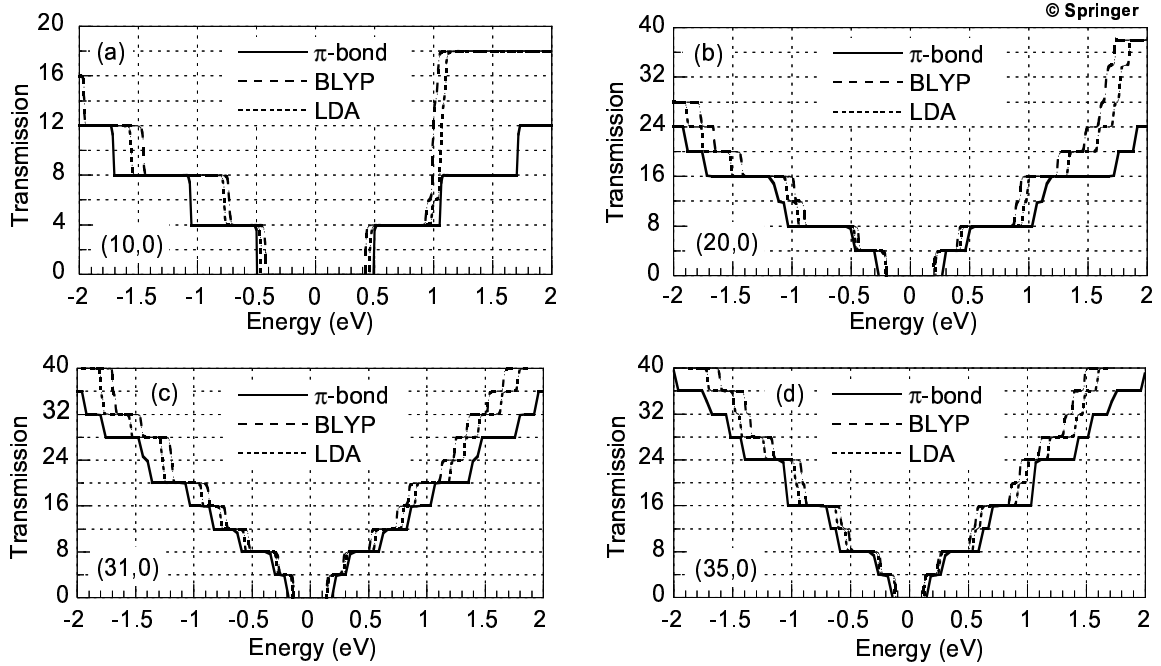 © Springer
20
16
12
8
4
0
Transmission
(a)
π-bond
BLYP
LDA
(10,0)
-2 -1.5 -1 -0.5 0 0.5 1 1.5 2
Energy (eV)
40
32
24
16
8
0
Transmission
(b)
π-bond
BLYP
LDA
(20,0)
-2 -1.5 -1 -0.5 0 0.5 1 1.5 2
Energy (eV)
40
32
24
16
8
0
Transmission
(c)
π-bond
BLYP
LDA
(31,0)
-2 -1.5 -1 -0.5 0 0.5 1 1.5 2
Energy (eV)
40
32
24
16
8
0
Transmission
(d)
π-bond
BLYP
LDA
(35,0)
-2 -1.5 -1 -0.5 0 0.5 1 1.5 2
Energy (eV)